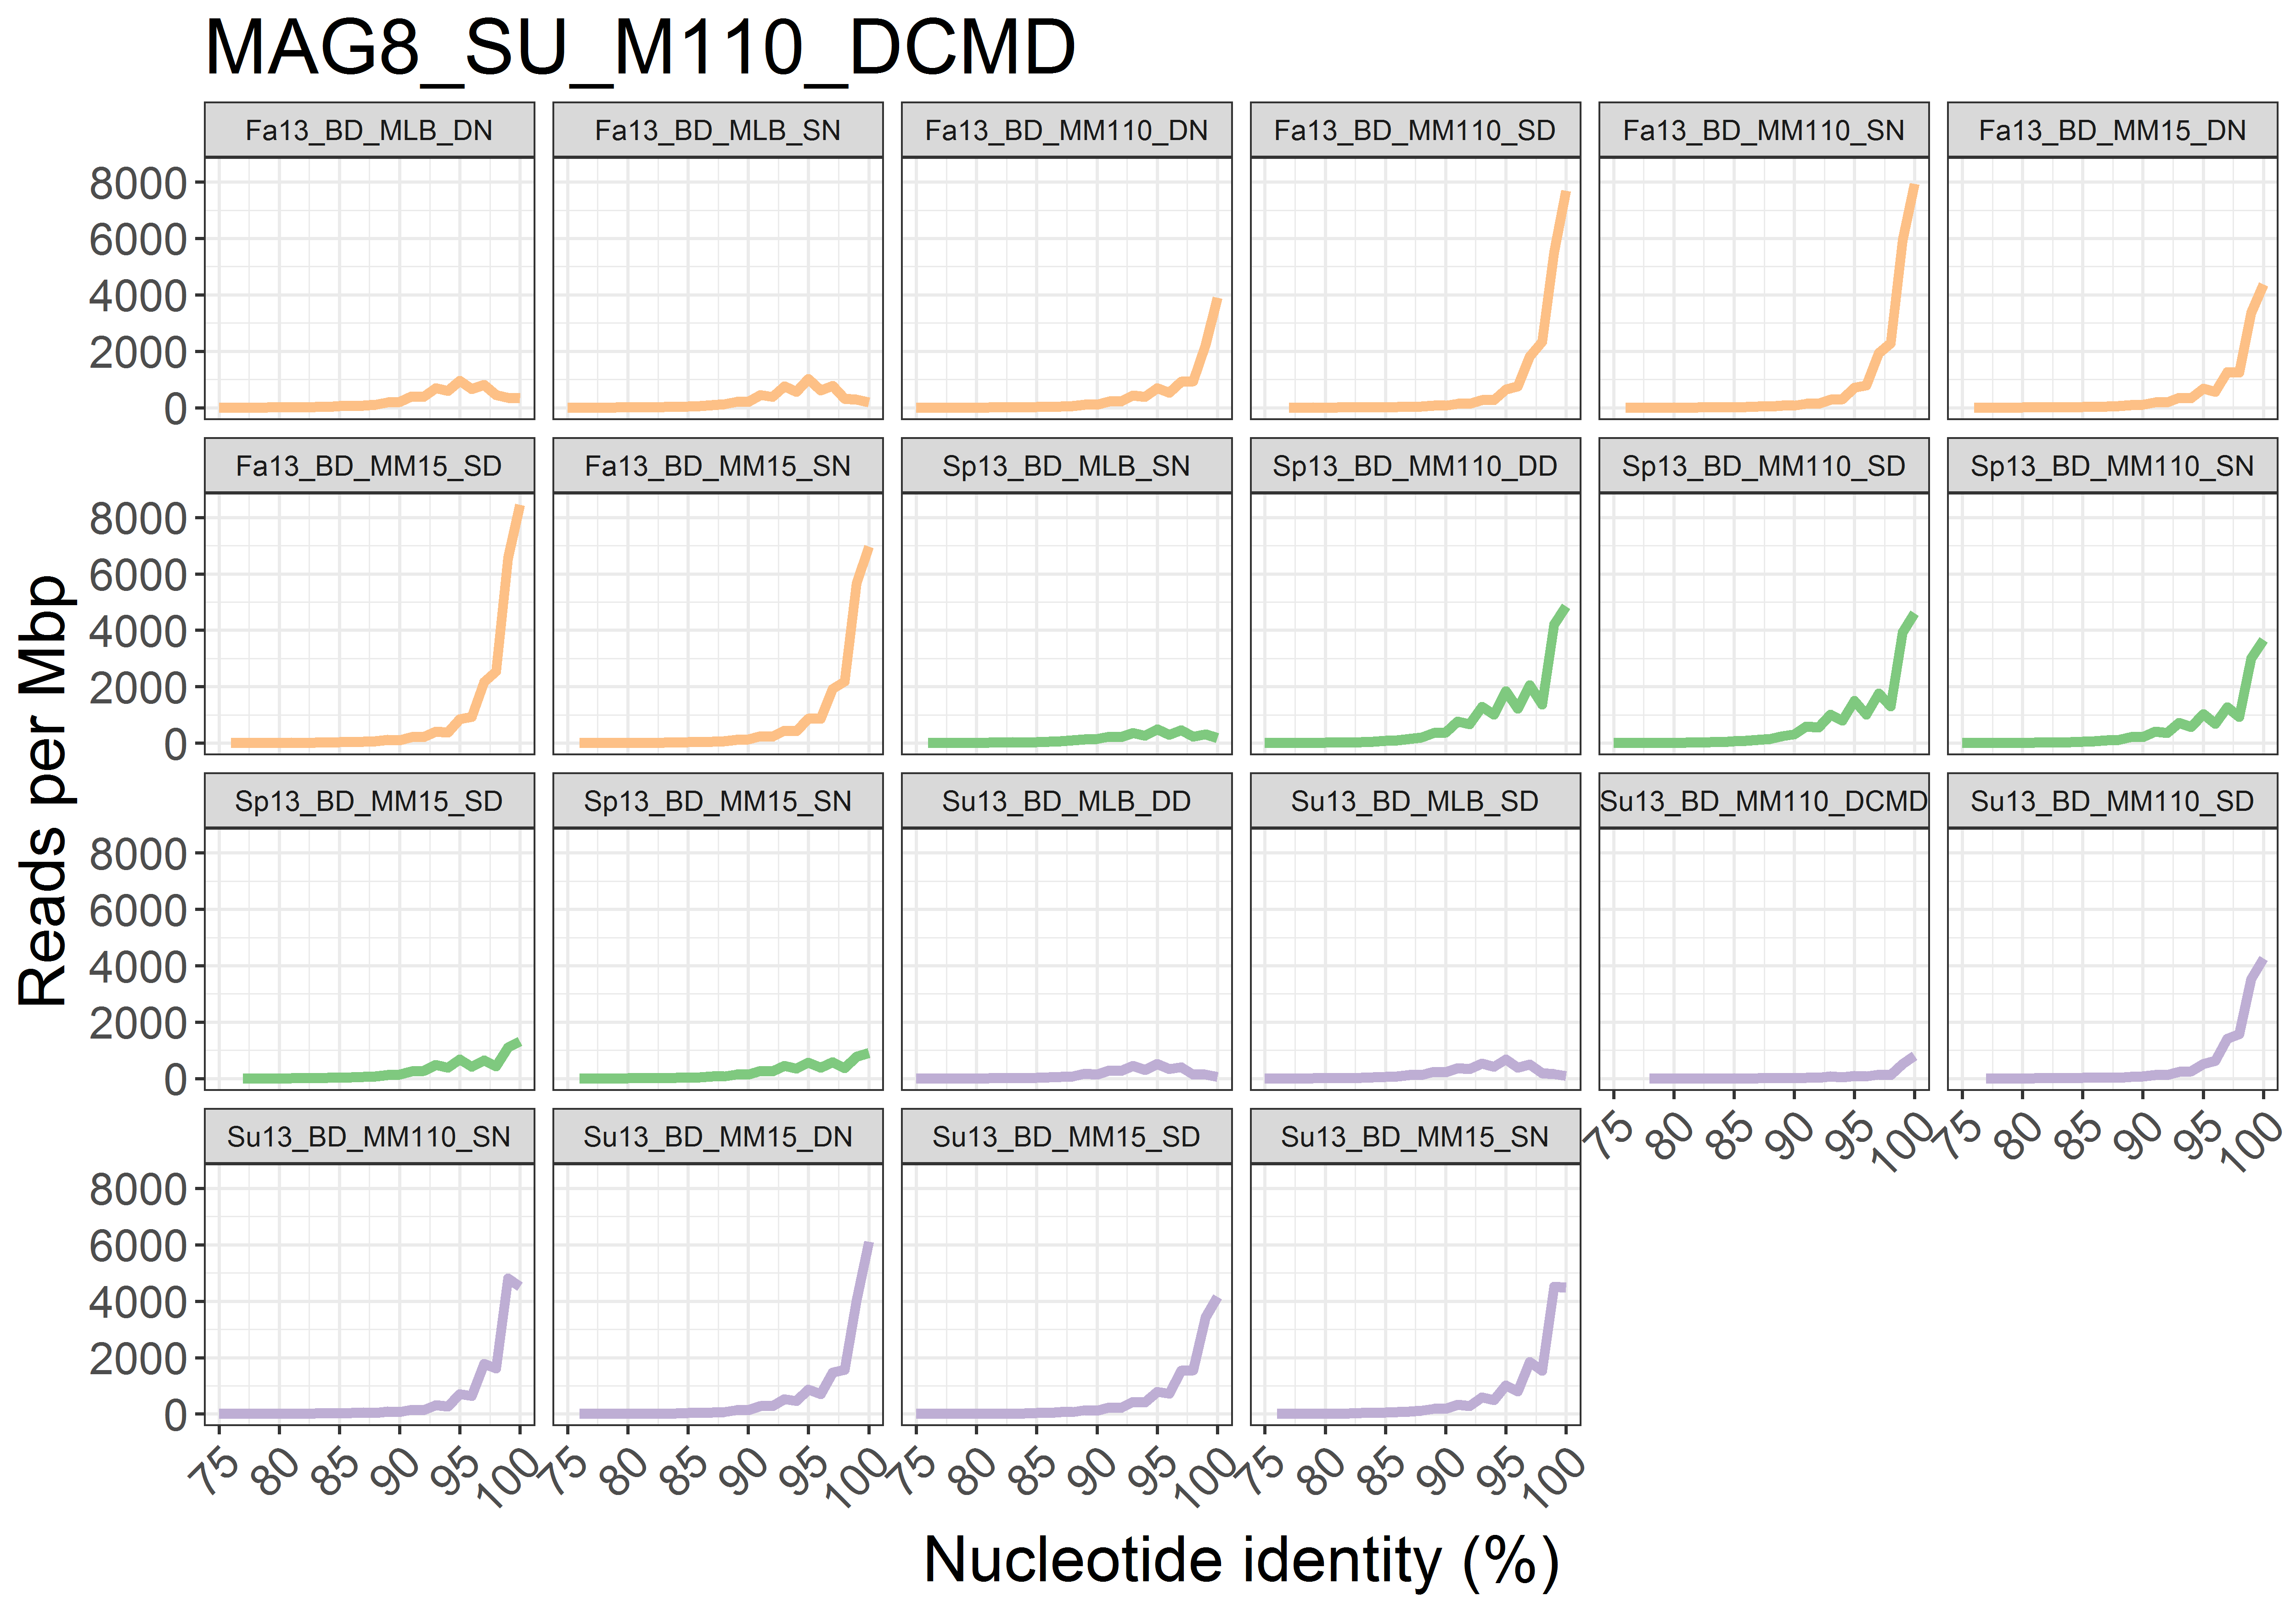 MAG8_SU_M110_DCMD
Fa13_BD_MLB_DN Fa13_BD_MLB_SN Fa13_BD_MM110_DN Fa13_BD_MM110_SD Fa13_BD_MM110_SN Fa13_BD_MM15_DN
8000
6000
4000
2000
0
Fa13_BD_MM15_SD Fa13_BD_MM15_SN Sp13_BD_MLB_SN Sp13_BD_MM110_DD Sp13_BD_MM110_SD Sp13_BD_MM110_SN
8000
6000
4000
2000
0
Reads per Mbp
Sp13_BD_MM15_SD Sp13_BD_MM15_SN Su13_BD_MLB_DD Su13_BD_MLB_SD Su13_BD_MM110_DCMD Su13_BD_MM110_SD
8000
6000
4000
2000
0
75 80 85 90 95 100 75 80 85 90 95 100
Su13_BD_MM110_SN Su13_BD_MM15_DN Su13_BD_MM15_SD Su13_BD_MM15_SN
8000
6000
4000
2000
0
75 80 85 90 95 100 75 80 85 90 95 100 75 80 85 90 95 100 75 80 85 90 95 100
Nucleotide identity (%)